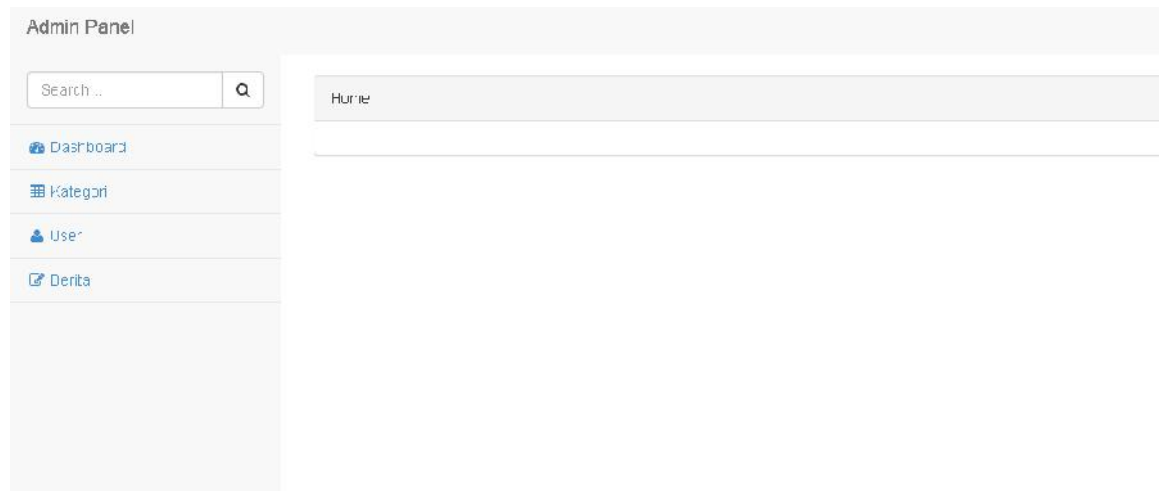 Admin Panel
Search...
Home
Dashboard
Kategori
User
Berita